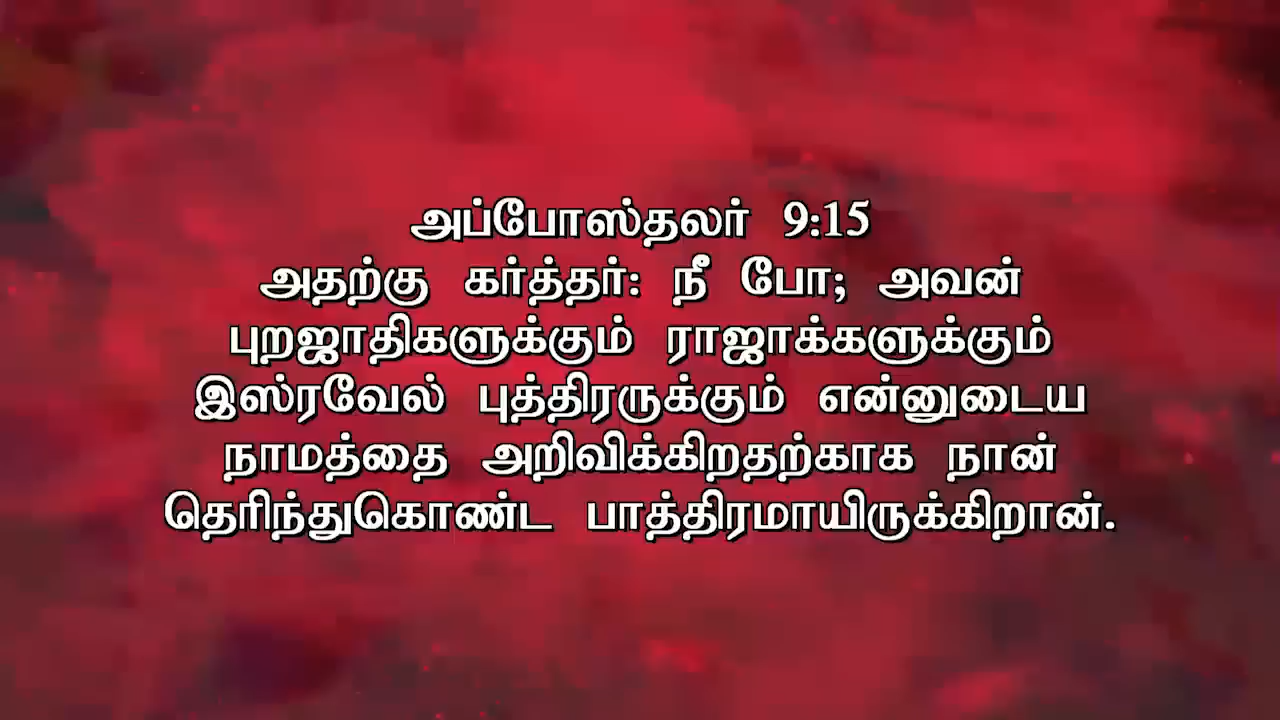 அப்போஸ்தலர் 9:15
அதற்கு கர்த்தர்: நீ போ; அவன்
புறஜாதிகளுக்கும் ராஜாக்களுக்கும்
இஸ்ரவேல் புத்திரருக்கும் என்னுடைய
நாமத்தை அறிவிக்கிறதற்காக நான்
தெரிந்துகொண்ட பாத்திரமாயிருக்கிறான்.